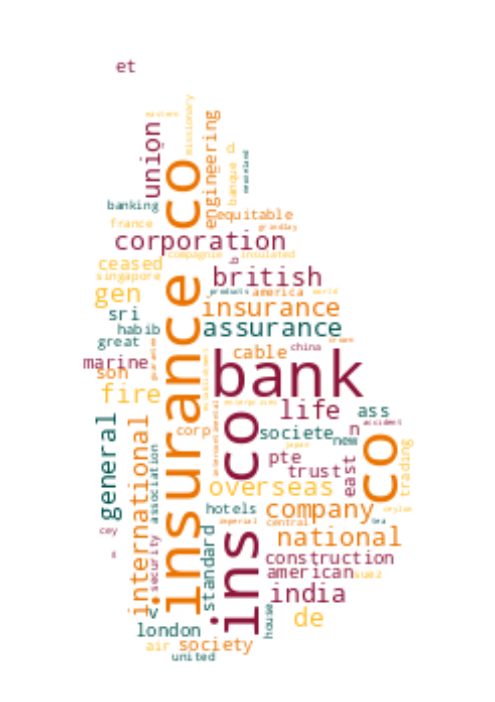 et
eastern
missionary
union
engineering
insurance co
banque
banking
equitable
france
grindlay
corporation
compagnie
insulated
ceased
singapore
british
gen
products
america
world
sri
insurance
habib
assurance
great
cable
china
marine
son
bank
fire
life
ass
accident
corp
societe
new
n
co
general
international
ins co
japan
pte
trust
east
trading
association
security
overseas
hotels
company
ceylon
imperial
central
tea
cey
standard
national
construction
american
suez
india
de
london
house
air
society
united